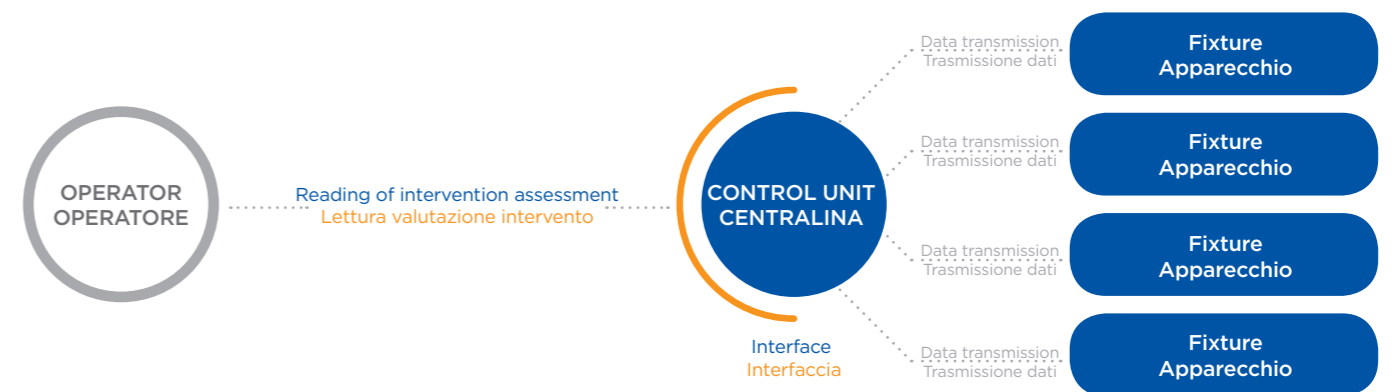 OPERATOR
OPERATORE
Reading of intervention assessment
Lettura valutazione intervento
CONTROL UNIT
CENTRALINA
Interface
Interfaccia
Data transmission
Trasmissione dati
Fixture
Apparecchio
Data transmission
Trasmissione dati
Fixture
Apparecchio
Data transmission
Trasmissione dati
Fixture
Apparecchio
Data transmission
Trasmissione dati
Fixture
Apparecchio